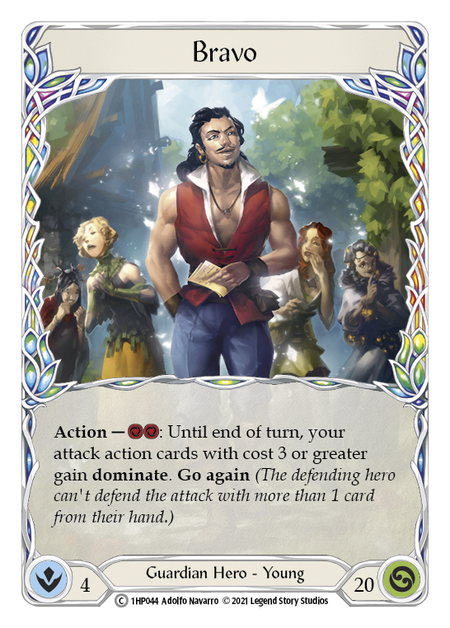 Bravo
Action — : Until end of turn, your
attack action cards with cost 3 or greater
gain dominate. Go again (The defending hero
can't defend the attack with more than 1 card
from their hand.)
4
Guardian Hero - Young
20
C 1HP044 Adolfo Navarro © 2021 Legend Story Studios